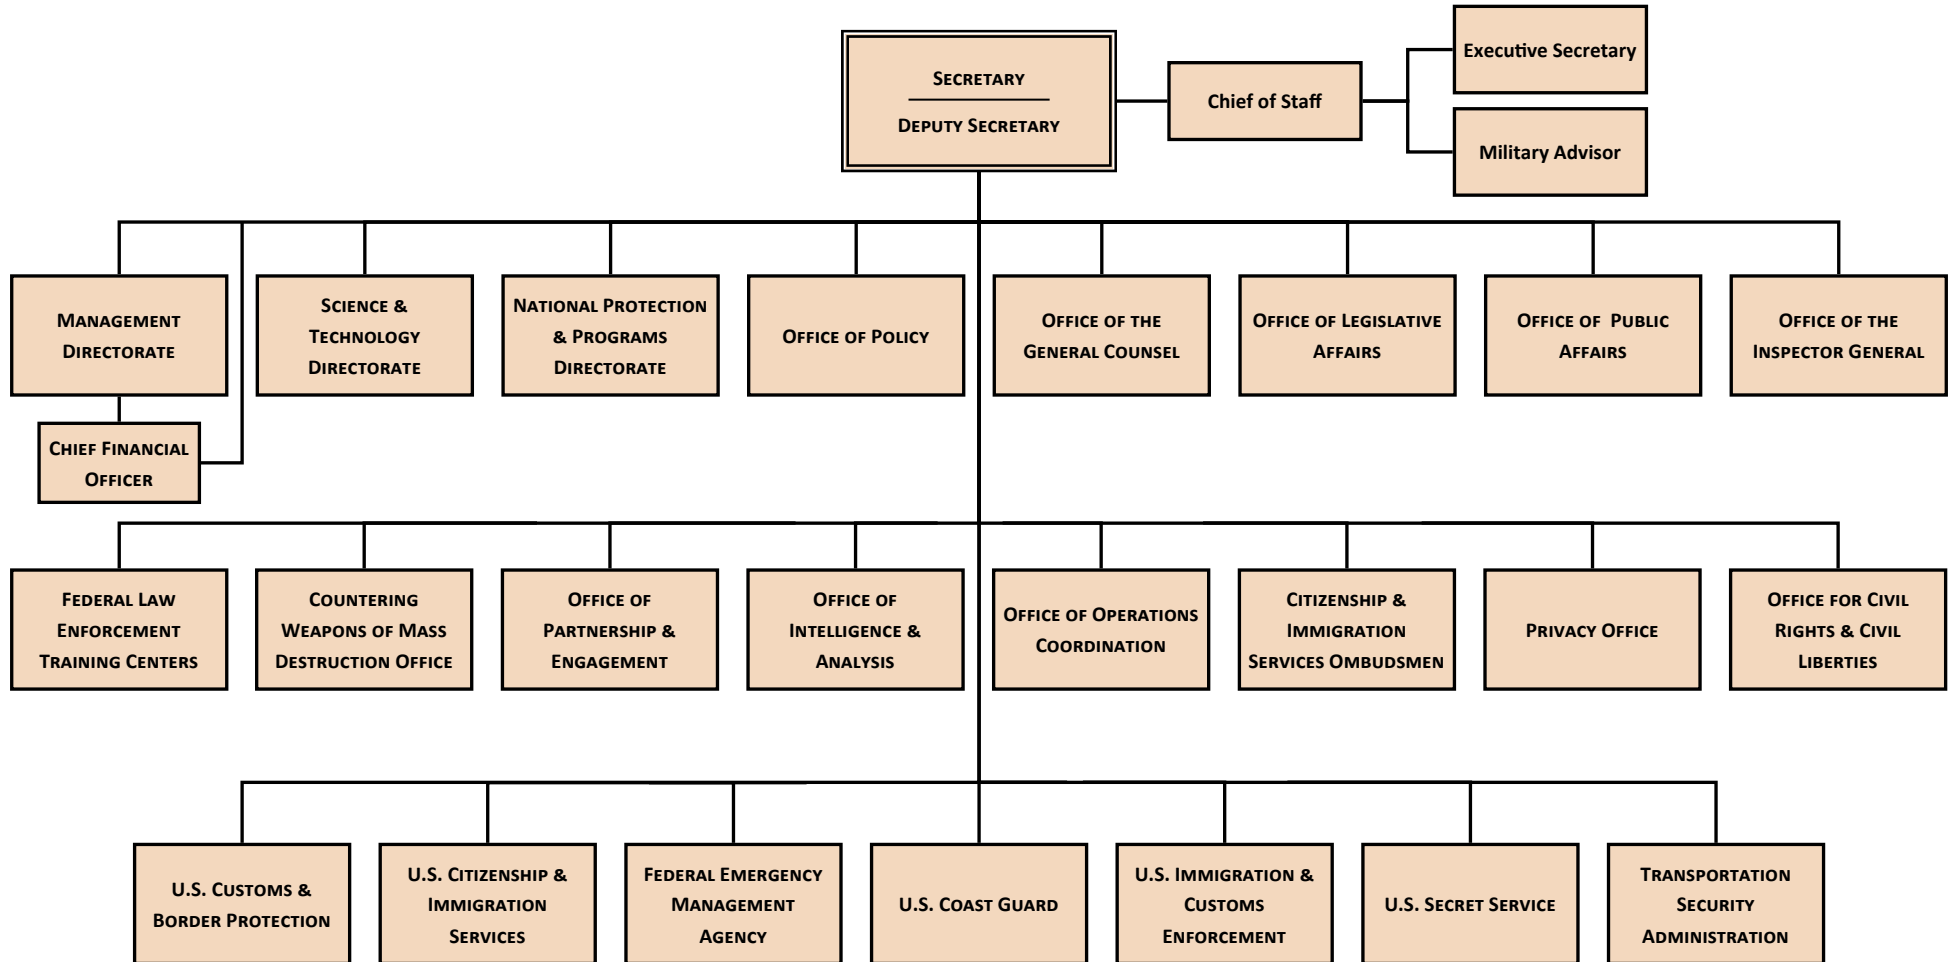 SECRETARY
DEPUTY SECRETARY
Chief of Staff
Executive Secretary
Military Advisor
MANAGEMENT
DIRECTORATE
SCIENCE &
TECHNOLOGY
DIRECTORATE
NATIONAL PROTECTION
& PROGRAMS
DIRECTORATE
OFFICE OF POLICY
OFFICE OF THE
GENERAL COUNSEL
OFFICE OF LEGISLATIVE
AFFAIRS
OFFICE OF PUBLIC
AFFAIRS
OFFICE OF THE
INSPECTOR GENERAL
CHIEF FINANCIAL
OFFICER
FEDERAL LAW
ENFORCEMENT
TRAINING CENTERS
COUNTERING
WEAPONS OF MASS
DESTRUCTION OFFICE
OFFICE OF
PARTNERSHIP &
ENGAGEMENT
OFFICE OF
INTELLIGENCE &
ANALYSIS
OFFICE OF OPERATIONS
COORDINATION
CITIZENSHIP &
IMMIGRATION
SERVICES OMBUDSMEN
PRIVACY OFFICE
OFFICE FOR CIVIL
RIGHTS & CIVIL
LIBERTIES
U.S. CUSTOMS &
BORDER PROTECTION
U.S. CITIZENSHIP &
IMMIGRATION
SERVICES
FEDERAL EMERGENCY
MANAGEMENT
AGENCY
U.S. COAST GUARD
U.S. IMMIGRATION &
CUSTOMS
ENFORCEMENT
U.S. SECRET SERVICE
TRANSPORTATION
SECURITY
ADMINISTRATION